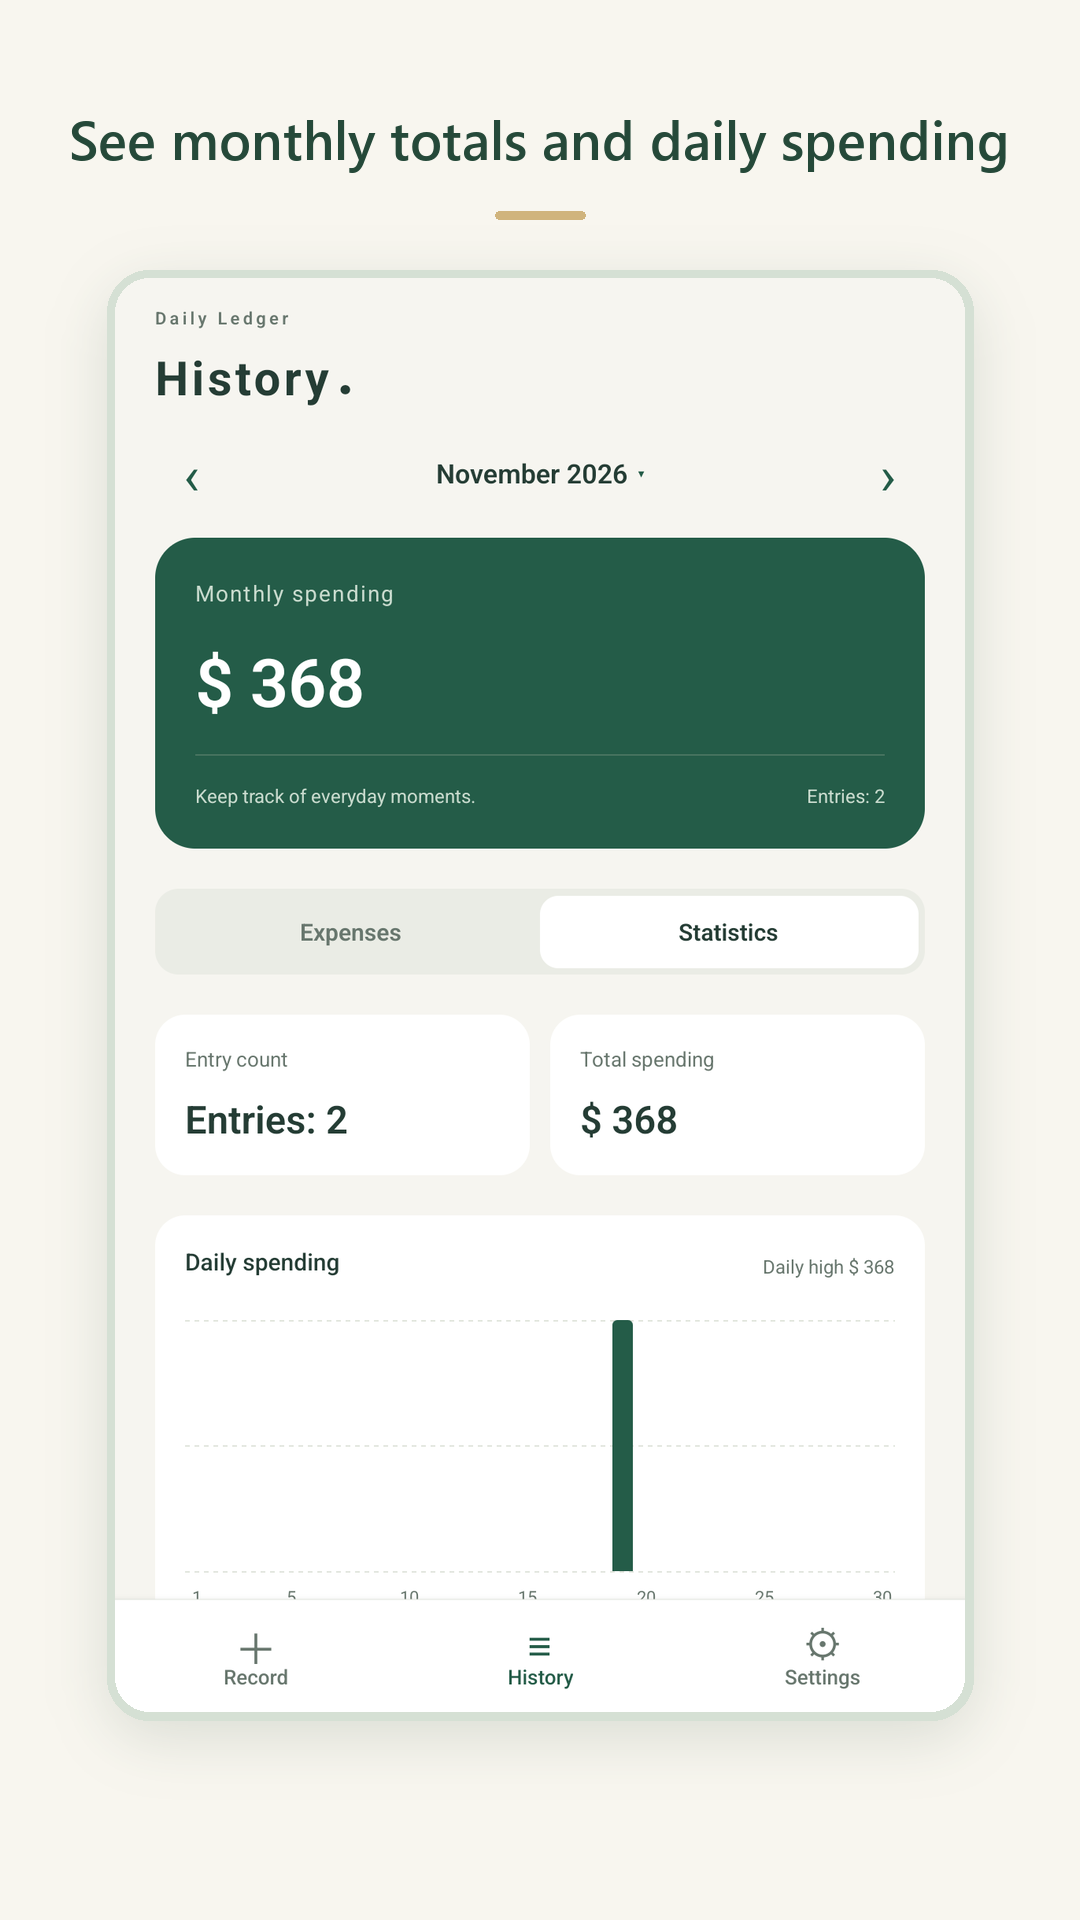 See monthly totals and daily spending
Daily Ledger
History.
‹ November 2026 ▾ ›
Monthly spending
$ 368
Keep track of everyday moments. Entries: 2
Expenses Statistics
Entry count Total spending
Entries: 2 $ 368
Daily spending Daily high $ 368
1 5 10 15 20 25 30
Record History Settings